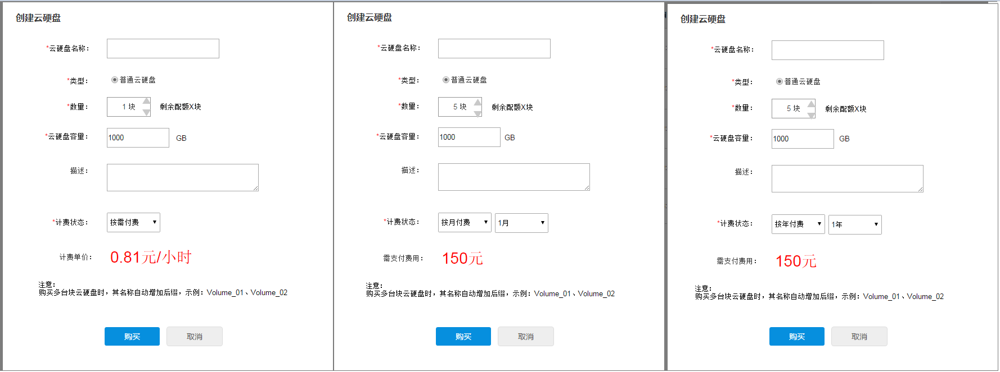 创建云硬盘
*云硬盘名称：
*类型： 普通云硬盘
*数量： 1 块 剩余配额X块
*云硬盘容量： 1000 GB
描述：
*计费状态： 按需付费
计费单价： 0.81元/小时
注意：
购买多台块云硬盘时，其名称自动增加后缀，示例：Volume_01、Volume_02
购买 取消
创建云硬盘
*云硬盘名称：
*类型： 普通云硬盘
*数量： 5 块 剩余配额X块
*云硬盘容量： 1000 GB
描述：
*计费状态： 按月付费 1月
需支付费用： 150元
注意：
购买多台块云硬盘时，其名称自动增加后缀，示例：Volume_01、Volume_02
购买 取消
创建云硬盘
*云硬盘名称：
*类型： 普通云硬盘
*数量： 5 块 剩余配额X块
*云硬盘容量： 1000 GB
描述：
*计费状态： 按年付费 1年
需支付费用： 150元
注意：
购买多台块云硬盘时，其名称自动增加后缀，示例：Volume_01、Volume_02
购买 取消